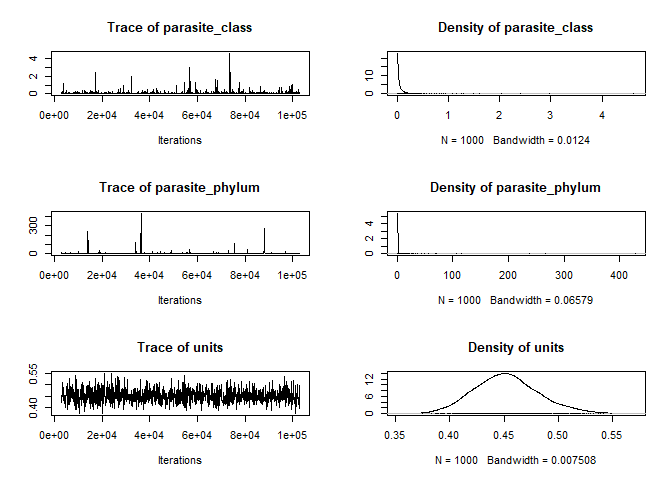 Trace of parasite_class
0 2 4
0e+00 2e+04 4e+04 6e+04 8e+04 1e+05
Iterations
Density of parasite_class
0 10
0 1 2 3 4
N = 1000 Bandwidth = 0.0124
Trace of parasite_phylum
0 300
0e+00 2e+04 4e+04 6e+04 8e+04 1e+05
Iterations
Density of parasite_phylum
0 2 4
0 100 200 300 400
N = 1000 Bandwidth = 0.06579
Trace of units
0.40 0.55
0e+00 2e+04 4e+04 6e+04 8e+04 1e+05
Iterations
Density of units
0 6 12
0.35 0.40 0.45 0.50 0.55
N = 1000 Bandwidth = 0.007508